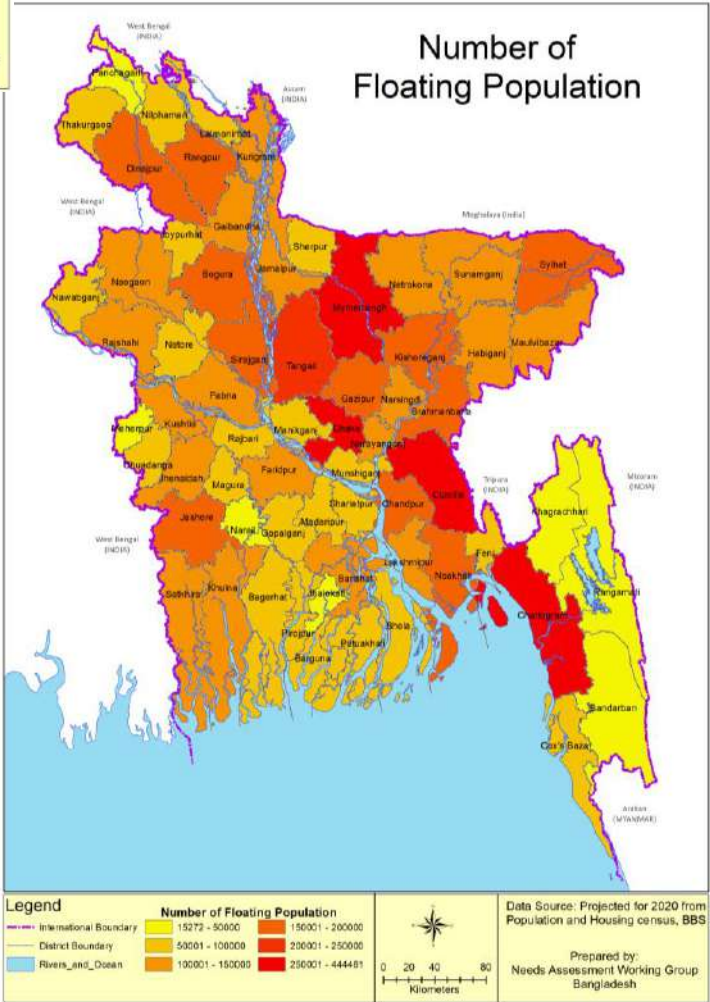 Number of
Floating Population
West Bengal
(INDIA)
Assam
(INDIA)
Panchagarh
Nilphamari
Thakurgaon
Lalmonirhat
Kurigram
Rangpur
Dinajpur
West Bengal
(INDIA)
Meghalaya (India)
Gaibandha
Joypurhat
Sherpur
Jamalpur
Bogura
Naogaon
Nawabganj
Netrokona
Sunamganj
Sylhet
Mymensingh
Rajshahi
Natore
Sirajganj
Tangail
Kishoreganj
Habiganj
Maulvibazar
Pabna
Gazipur
Narsingdi
Brahmanbaria
Meherpur
Kushtia
Manikganj
Dhaka
Narayanganj
Rajbari
Chuadanga
Jhenaidah
Magura
Faridpur
Munshiganj
Cumilla
Tripura
(INDIA)
Mizoram
(INDIA)
Shariatpur
Chandpur
Khagrachhari
West Bengal
(INDIA)
Jashore
Narail
Gopalganj
Madaripur
Lakshmipur
Feni
Noakhali
Rangamati
Satkhira
Khulna
Bagerhat
Jhalokati
Barishal
Chattogram
Bhola
Pirojpur
Patuakhali
Barguna
Bandarban
Cox's Bazar
Arakan
(MYANMAR)
Legend
International Boundary
District Boundary
Rivers_and_Ocean
Number of Floating Population
15272 - 50000
50001 - 100000
100001 - 150000
150001 - 200000
200001 - 250000
250001 - 444461
0 20 40 60 80
Kilometers
Data Source: Projected for 2020 from
Population and Housing census, BBS
Prepared by:
Needs Assessment Working Group
Bangladesh